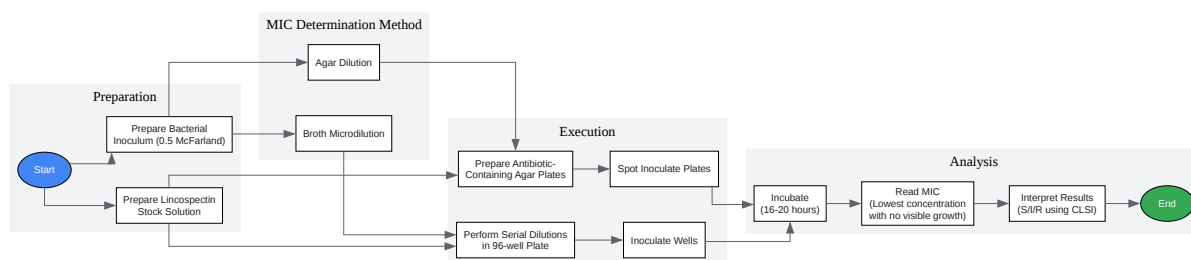 MIC Determination Method
Agar Dilution
Broth Microdilution
Preparation
Start
Prepare Bacterial
Inoculum (0.5 McFarland)
Prepare Lincospectin
Stock Solution
Execution
Prepare Antibiotic-
Containing Agar Plates
Spot Inoculate Plates
Perform Serial Dilutions
in 96-well Plate
Inoculate Wells
Analysis
Incubate
(16-20 hours)
Read MIC
(Lowest concentration
with no visible growth)
Interpret Results
(S/I/R using CLSI)
End